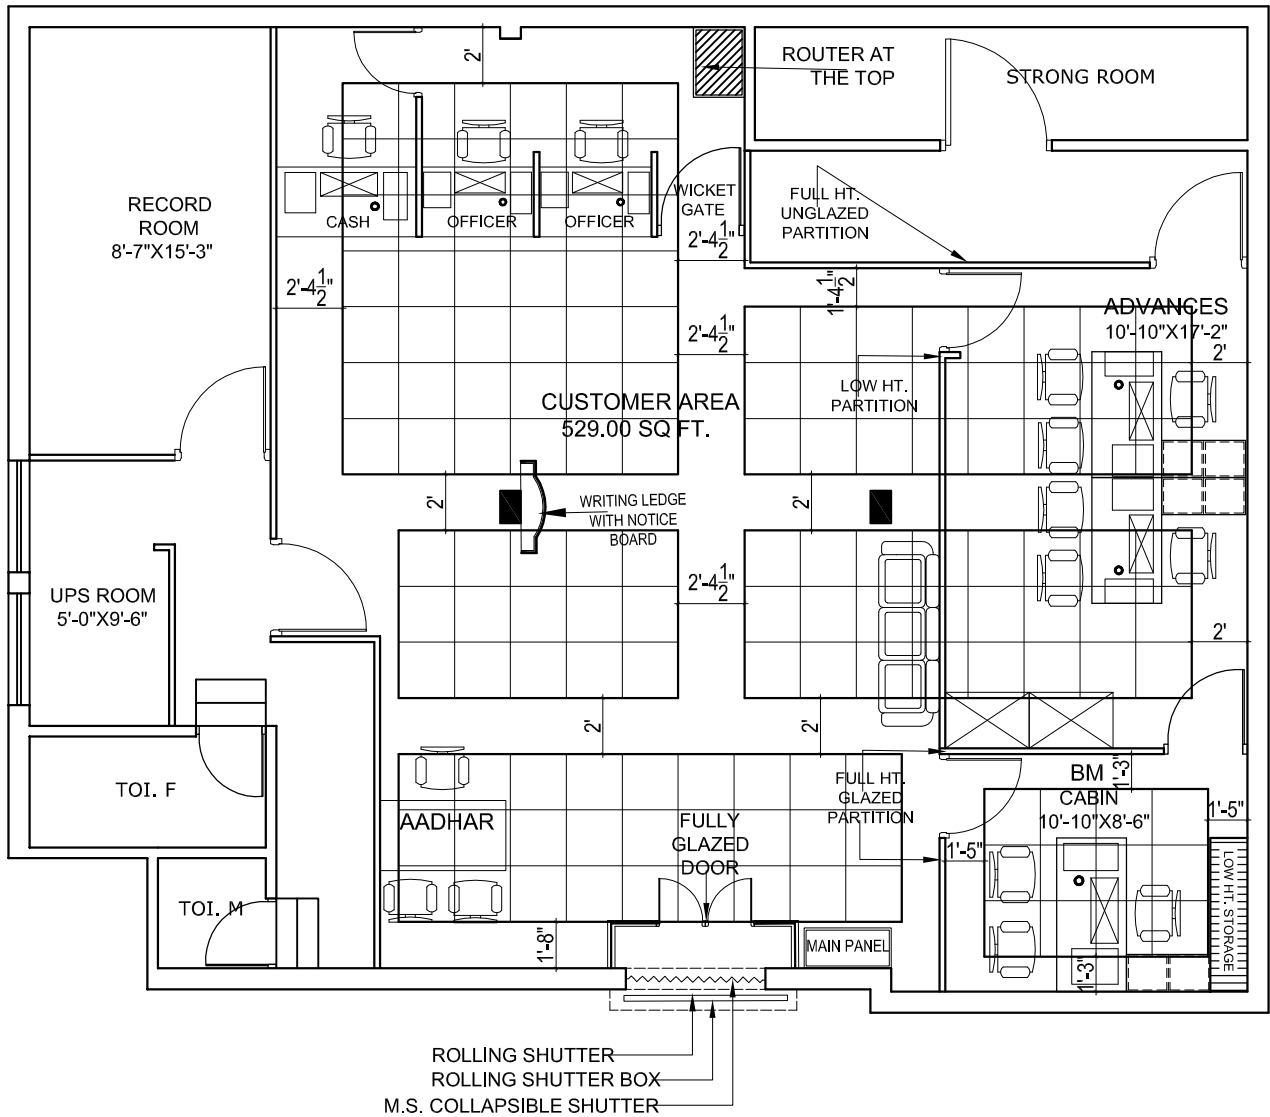 2'
ROUTER AT
THE TOP
STRONG ROOM
RECORD
ROOM
8'-7"X15'-3"
CASH
OFFICER
OFFICER
WICKET
GATE
2'-4½"
FULL HT.
UNGLAZED
PARTITION
2'-4½"
1'-4½"
ADVANCES
10'-10"X17'-2"
2'-4½"
2'
LOW HT.
PARTITION
CUSTOMER AREA
529.00 SQ FT.
2'
WRITING LEDGE
WITH NOTICE
BOARD
2'
UPS ROOM
5'-0"X9'-6"
2'-4½"
2'
2'
2'
TOI. F
FULL HT.
GLAZED
PARTITION
1'-3"
BM
CABIN
10'-10"X8'-6"
1'-5"
AADHAR
FULLY
GLAZED
DOOR
1'-5"
LOW HT. STORAGE
TOI. M
1'-8"
MAIN PANEL
1'-3"
ROLLING SHUTTER
ROLLING SHUTTER BOX
M.S. COLLAPSIBLE SHUTTER